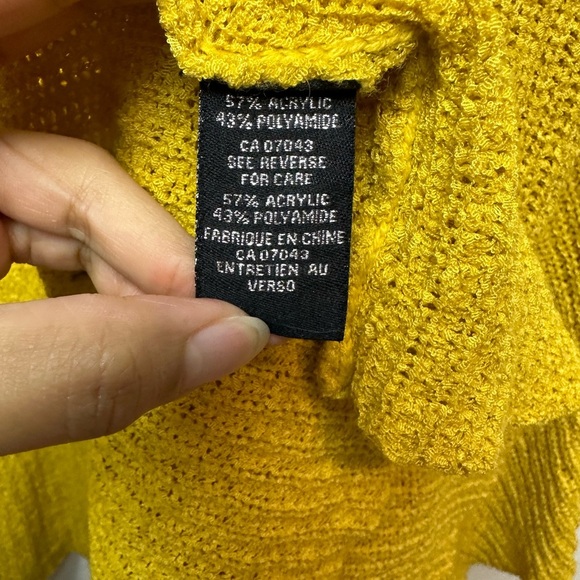 57% ACRYLIC
43% POLYAMIDE
CA 07043
SEE REVERSE
FOR CARE
57% ACRYLIC
43% POLYAMIDE
FABRIQUE EN CHINE
CA 07043
ENTRETIEN AU
VERSO